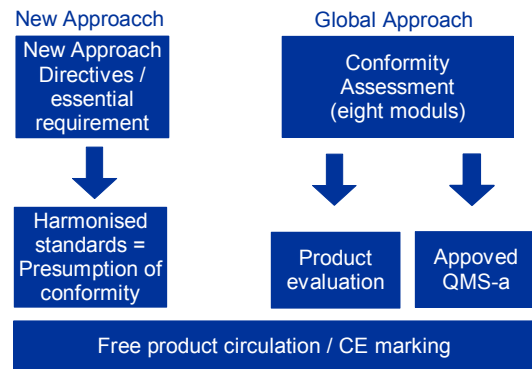 New Approacch
Global Approach
New Approach
Directives /
essential
requirement
Conformity
Assessment
(eight moduls)
Harmonised
standards =
Presumption of
conformity
Product
evaluation
Appoved
QMS-a
Free product circulation / CE marking